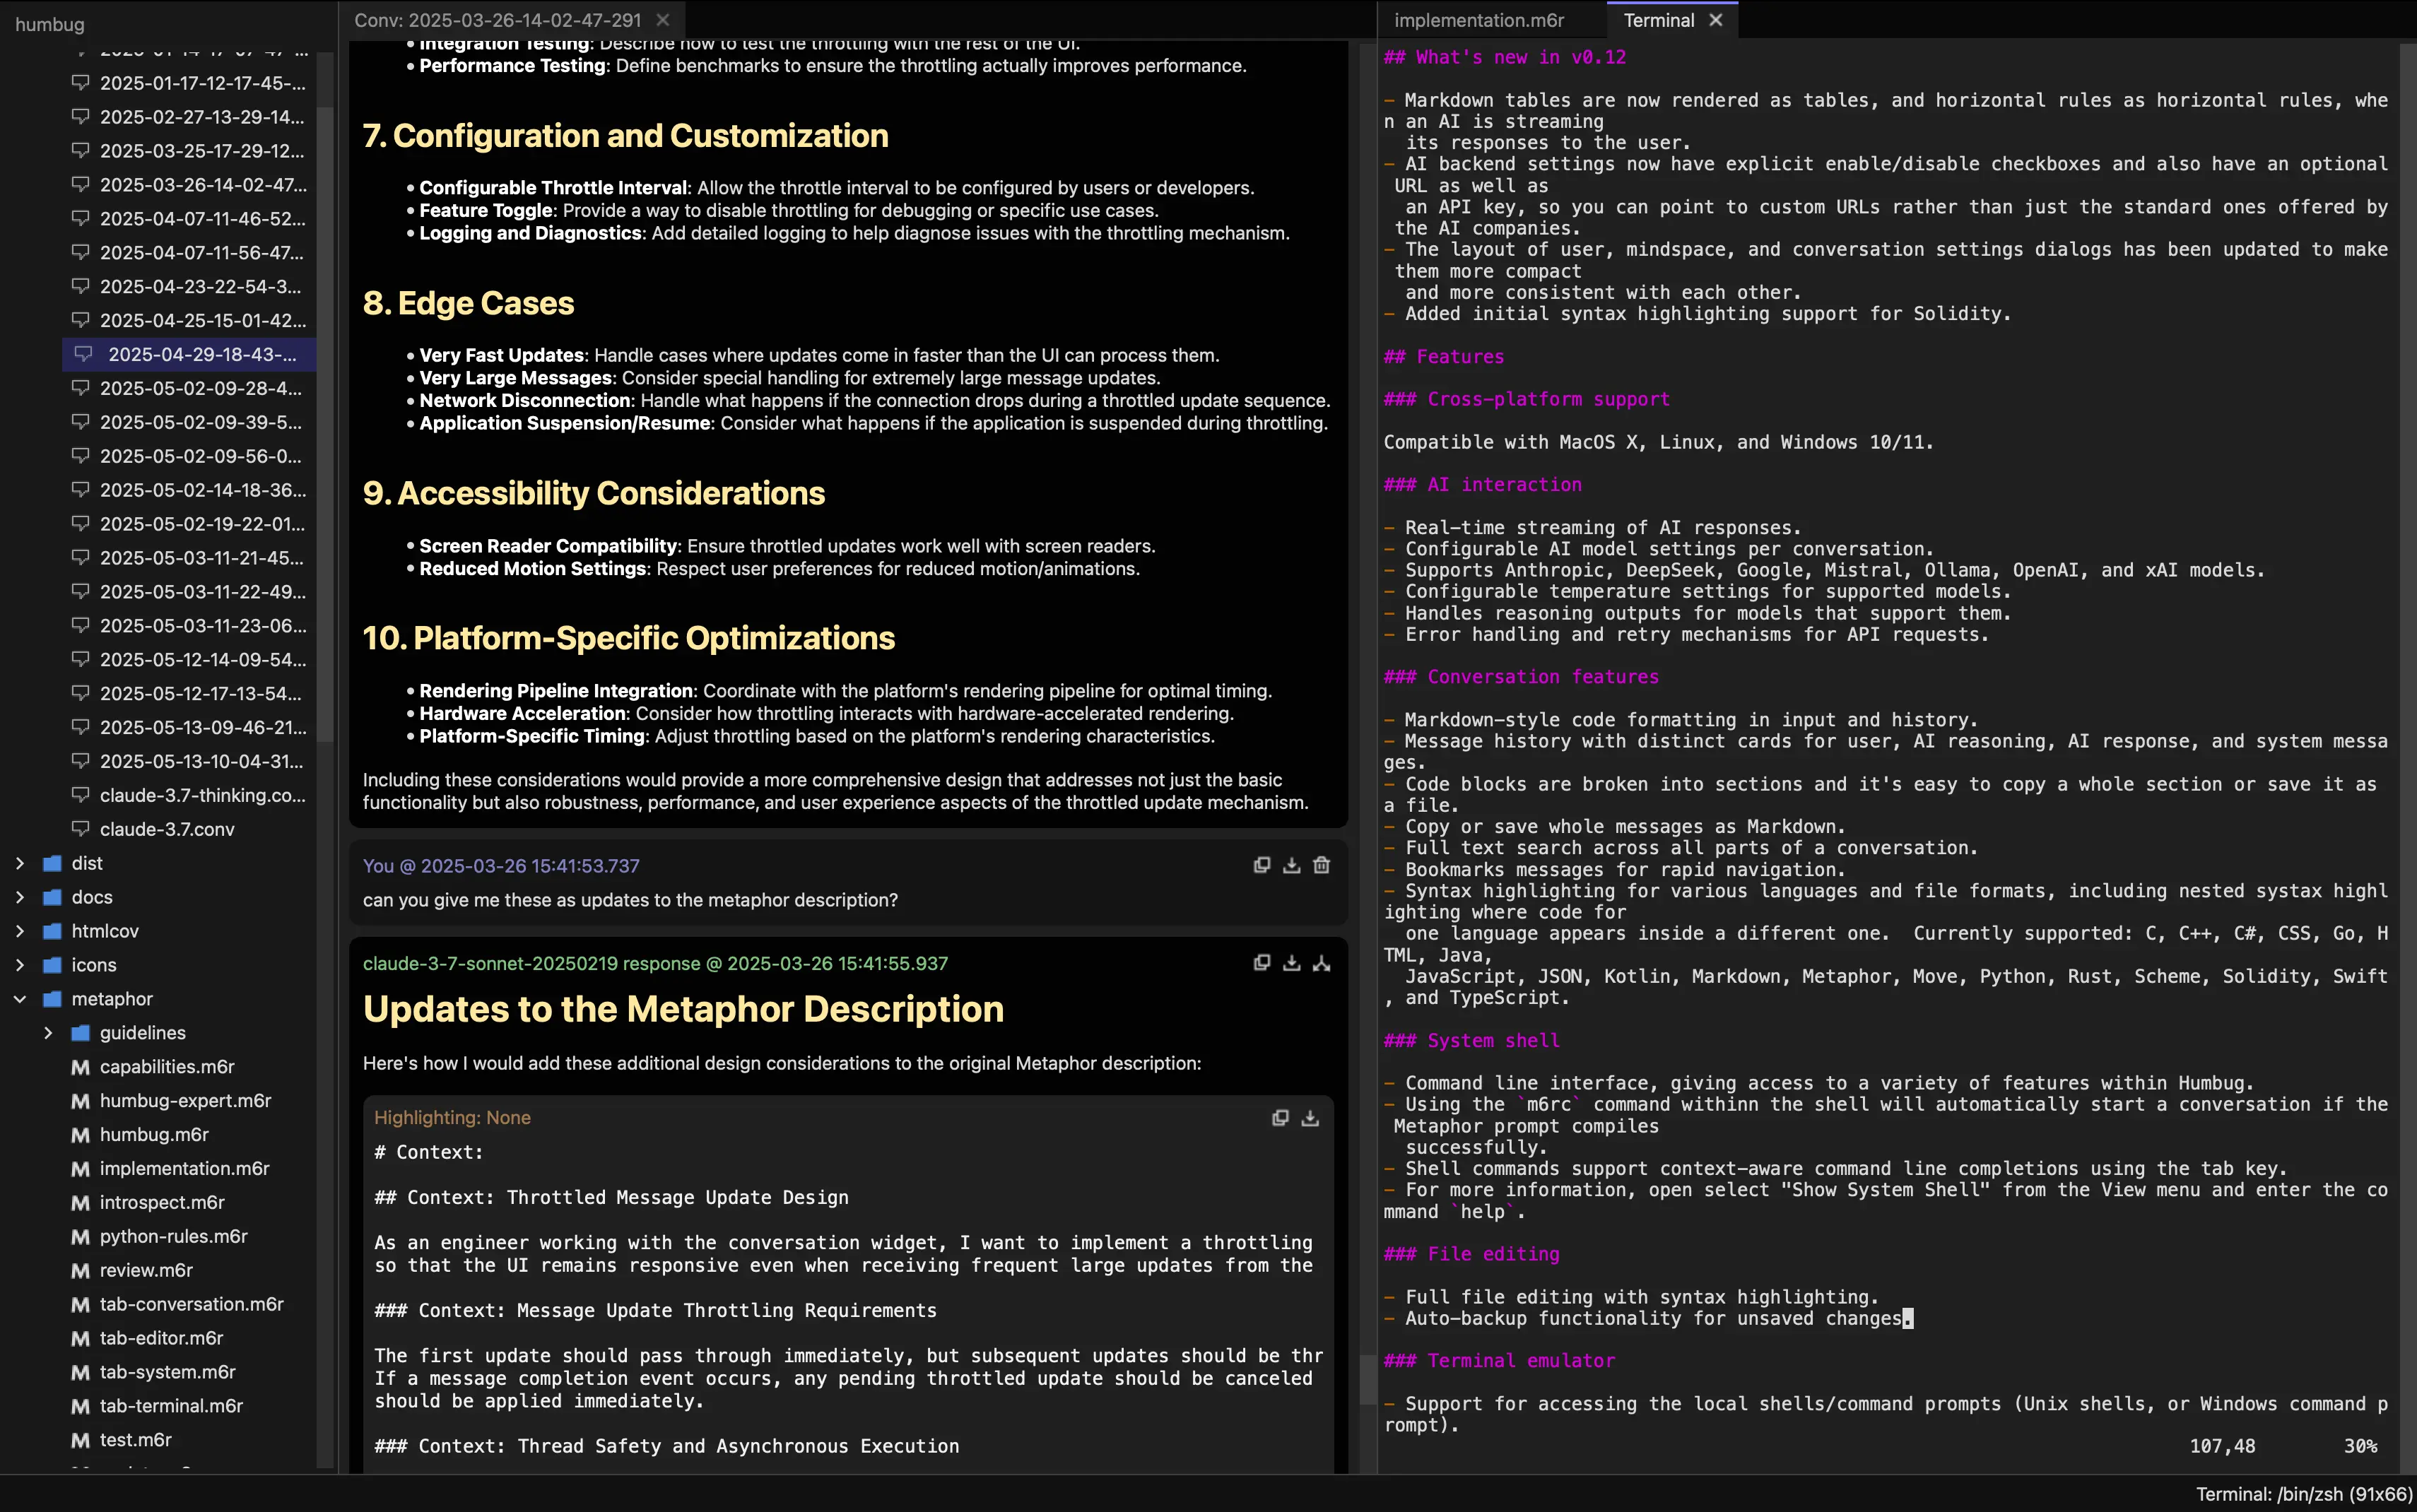 humbug
2025-01-17-12-17-45-...
2025-02-27-13-29-14...
2025-03-25-17-29-12...
2025-03-26-14-02-47...
2025-04-07-11-46-52...
2025-04-07-11-56-47...
2025-04-23-22-54-3...
2025-04-25-15-01-42...
2025-04-29-18-43-...
2025-05-02-09-28-4...
2025-05-02-09-39-5...
2025-05-02-09-56-0...
2025-05-02-14-18-36...
2025-05-02-19-22-01...
2025-05-03-11-21-45...
2025-05-03-11-22-49...
2025-05-03-11-23-06...
2025-05-12-14-09-54...
2025-05-12-17-13-54...
2025-05-13-09-46-21...
2025-05-13-10-04-31...
claude-3.7-thinking.co...
claude-3.7.conv
dist
docs
htmlcov
icons
metaphor
guidelines
M capabilities.m6r
M humbug-expert.m6r
M humbug.m6r
M implementation.m6r
M introspect.m6r
M python-rules.m6r
M review.m6r
M tab-conversation.m6r
M tab-editor.m6r
M tab-system.m6r
M tab-terminal.m6r
M test.m6r
Conv: 2025-03-26-14-02-47-291
• Integration Testing: Describe how to test the throttling with the rest of the UI.
• Performance Testing: Define benchmarks to ensure the throttling actually improves performance.
7. Configuration and Customization
• Configurable Throttle Interval: Allow the throttle interval to be configured by users or developers.
• Feature Toggle: Provide a way to disable throttling for debugging or specific use cases.
• Logging and Diagnostics: Add detailed logging to help diagnose issues with the throttling mechanism.
8. Edge Cases
• Very Fast Updates: Handle cases where updates come in faster than the UI can process them.
• Very Large Messages: Consider special handling for extremely large message updates.
• Network Disconnection: Handle what happens if the connection drops during a throttled update sequence.
• Application Suspension/Resume: Consider what happens if the application is suspended during throttling.
9. Accessibility Considerations
• Screen Reader Compatibility: Ensure throttled updates work well with screen readers.
• Reduced Motion Settings: Respect user preferences for reduced motion/animations.
10. Platform-Specific Optimizations
• Rendering Pipeline Integration: Coordinate with the platform's rendering pipeline for optimal timing.
• Hardware Acceleration: Consider how throttling interacts with hardware-accelerated rendering.
• Platform-Specific Timing: Adjust throttling based on the platform's rendering characteristics.
Including these considerations would provide a more comprehensive design that addresses not just the basic
functionality but also robustness, performance, and user experience aspects of the throttled update mechanism.
You @ 2025-03-26 15:41:53.737
can you give me these as updates to the metaphor description?
claude-3-7-sonnet-20250219 response @ 2025-03-26 15:41:55.937
Updates to the Metaphor Description
Here's how I would add these additional design considerations to the original Metaphor description:
Highlighting: None
# Context:
## Context: Throttled Message Update Design
As an engineer working with the conversation widget, I want to implement a throttling
so that the UI remains responsive even when receiving frequent large updates from the
### Context: Message Update Throttling Requirements
The first update should pass through immediately, but subsequent updates should be thr
If a message completion event occurs, any pending throttled update should be canceled
should be applied immediately.
### Context: Thread Safety and Asynchronous Execution
implementation.m6r
Terminal
## What's new in v0.12
- Markdown tables are now rendered as tables, and horizontal rules as horizontal rules, whe
n an AI is streaming
its responses to the user.
- AI backend settings now have explicit enable/disable checkboxes and also have an optional
URL as well as
an API key, so you can point to custom URLs rather than just the standard ones offered by
the AI companies.
- The layout of user, mindspace, and conversation settings dialogs has been updated to make
them more compact
and more consistent with each other.
- Added initial syntax highlighting support for Solidity.
## Features
### Cross-platform support
Compatible with MacOS X, Linux, and Windows 10/11.
### AI interaction
- Real-time streaming of AI responses.
- Configurable AI model settings per conversation.
- Supports Anthropic, DeepSeek, Google, Mistral, Ollama, OpenAI, and xAI models.
- Configurable temperature settings for supported models.
- Handles reasoning outputs for models that support them.
- Error handling and retry mechanisms for API requests.
### Conversation features
- Markdown-style code formatting in input and history.
- Message history with distinct cards for user, AI reasoning, AI response, and system messa
ges.
- Code blocks are broken into sections and it's easy to copy a whole section or save it as
a file.
- Copy or save whole messages as Markdown.
- Full text search across all parts of a conversation.
- Bookmarks messages for rapid navigation.
- Syntax highlighting for various languages and file formats, including nested systax highl
ighting where code for
one language appears inside a different one.  Currently supported: C, C++, C#, CSS, Go, H
TML, Java,
JavaScript, JSON, Kotlin, Markdown, Metaphor, Move, Python, Rust, Scheme, Solidity, Swift
, and TypeScript.
### System shell
- Command line interface, giving access to a variety of features within Humbug.
- Using the `m6rc` command withinn the shell will automatically start a conversation if the
Metaphor prompt compiles
successfully.
- Shell commands support context-aware command line completions using the tab key.
- For more information, open select "Show System Shell" from the View menu and enter the co
mmand `help`.
### File editing
- Full file editing with syntax highlighting.
- Auto-backup functionality for unsaved changes.
### Terminal emulator
- Support for accessing the local shells/command prompts (Unix shells, or Windows command p
rompt).
107,48 30%
Terminal: /bin/zsh (91x66)